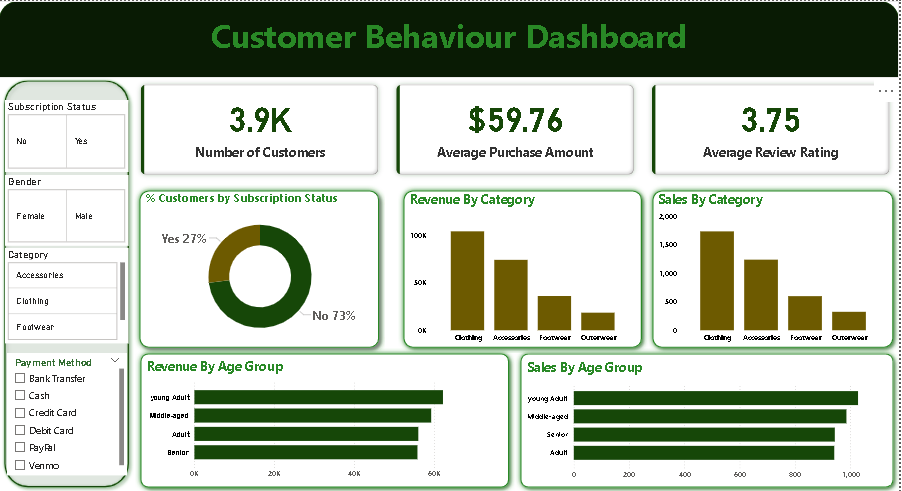 Customer Behaviour Dashboard
Subscription Status
No
Yes
Gender
Female
Male
Category
Accessories
Clothing
Footwear
Payment Method
Bank Transfer
Cash
Credit Card
Debit Card
PayPal
Venmo
3.9K
Number of Customers
$59.76
Average Purchase Amount
3.75
Average Review Rating
% Customers by Subscription Status
Yes 27%
No 73%
Revenue By Category
100K
50K
0K
Clothing
Accessories
Footwear
Outerwear
Sales By Category
2,000
1,500
1,000
500
0
Clothing
Accessories
Footwear
Outerwear
Revenue By Age Group
young Adult
Middle-aged
Adult
Senior
0K
20K
40K
60K
Sales By Age Group
young Adult
Middle-aged
Senior
Adult
0
200
400
600
800
1,000